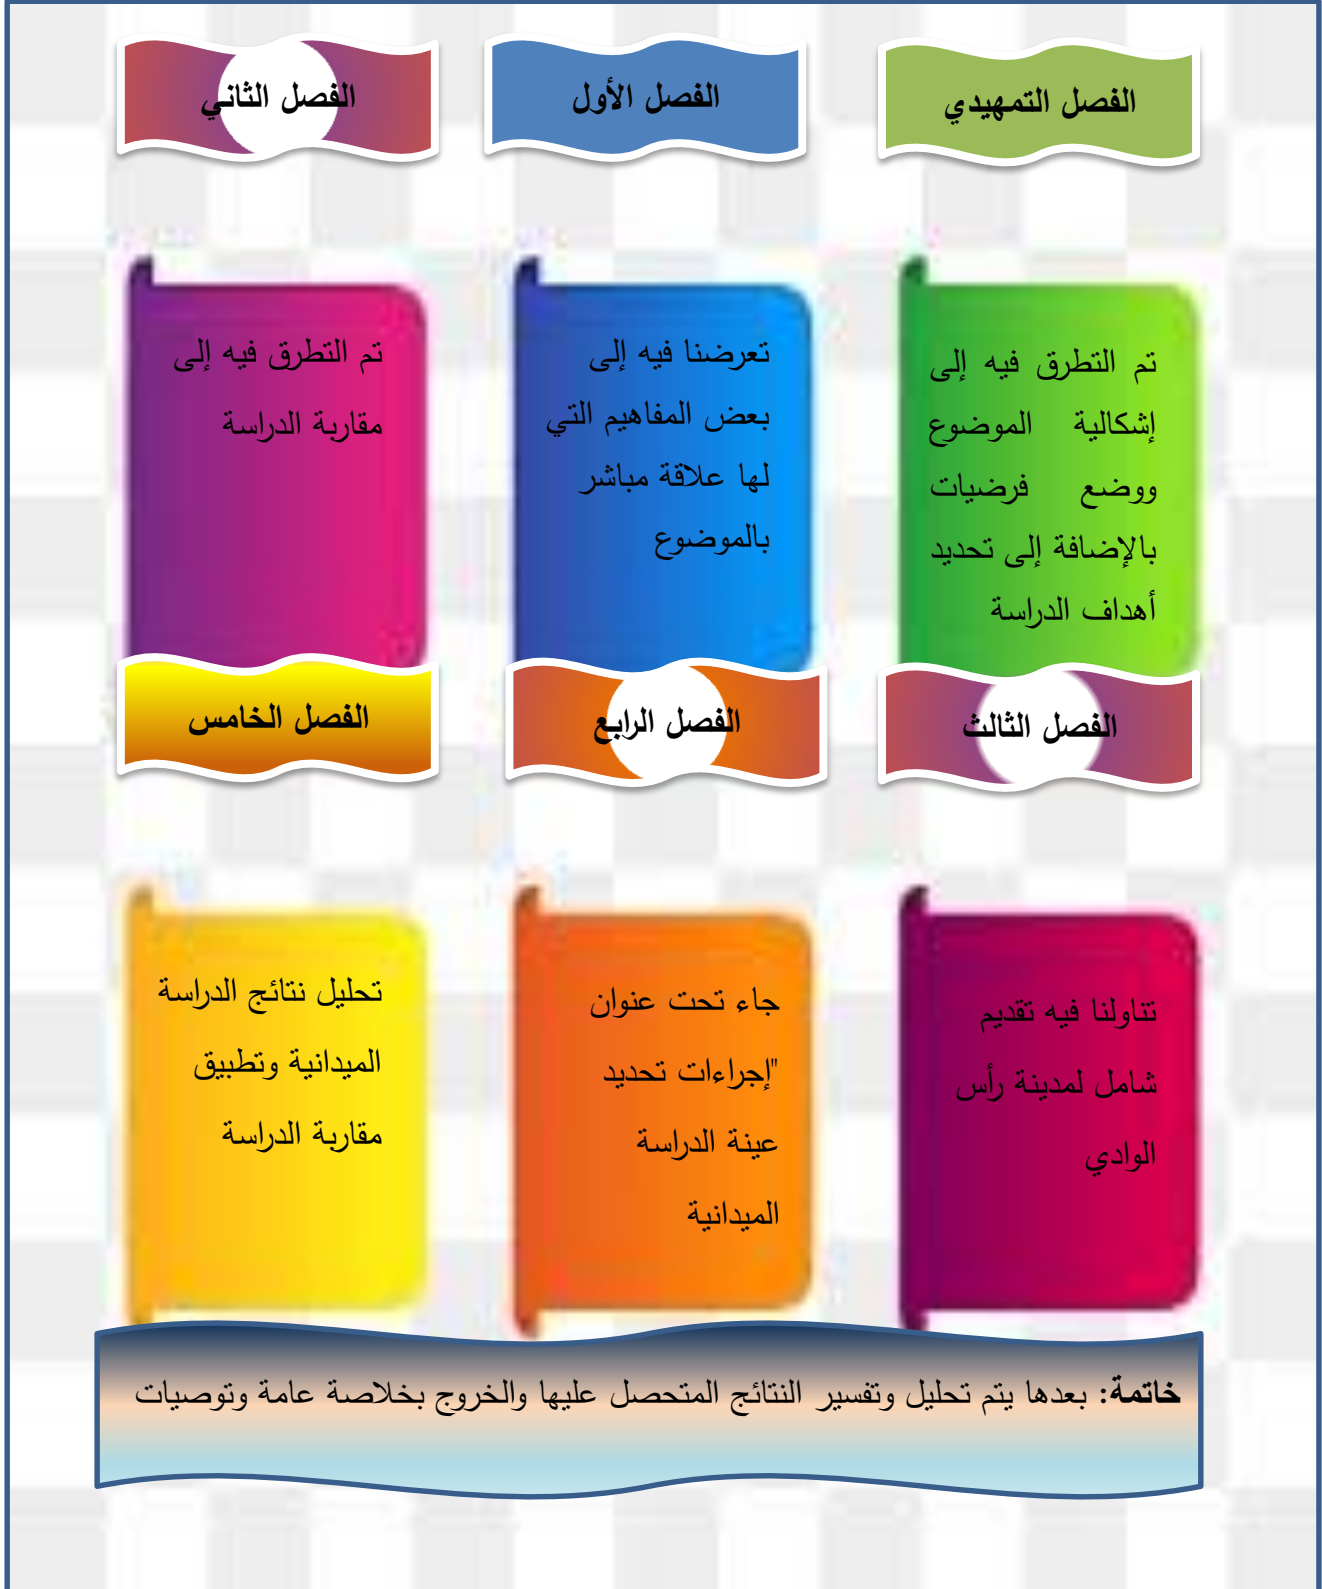 الفصل التمهيدي
الفصل الأول
الفصل الثاني
تم التطرق فيه إلى
إشكالية الموضوع
ووضع فرضيات
بالإضافة إلى تحديد
أهداف الدراسة
تعرضنا فيه إلى
بعض المفاهيم التي
لها علاقة مباشر
بالموضوع
تم التطرق فيه إلى
مقاربة الدراسة
الفصل الثالث
الفصل الرابع
الفصل الخامس
تتاولنا فيه تقديم
شامل لمدينة رأس
الوادي
جاء تحت عنوان
"إجراءات تحديد
عينة الدراسة
الميدانية
تحليل نتائج الدراسة
الميدانية وتطبيق
مقاربة الدراسة
خاتمة: بعدها يتم تحليل وتفسير النتائج المتحصل عليها والخروج بخلاصة عامة وتوصيات